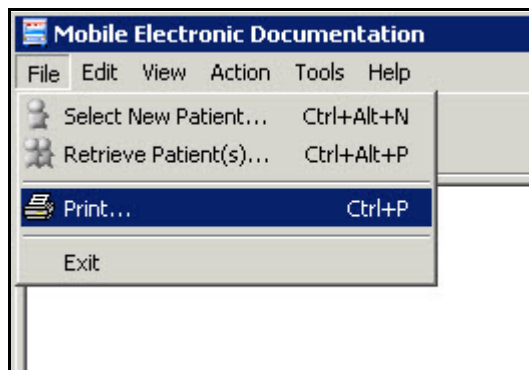 Mobile Electronic Documentation
File Edit View Action Tools Help
Select New Patient... Ctrl+Alt+N
Retrieve Patient(s)... Ctrl+Alt+P
Print... Ctrl+P
Exit